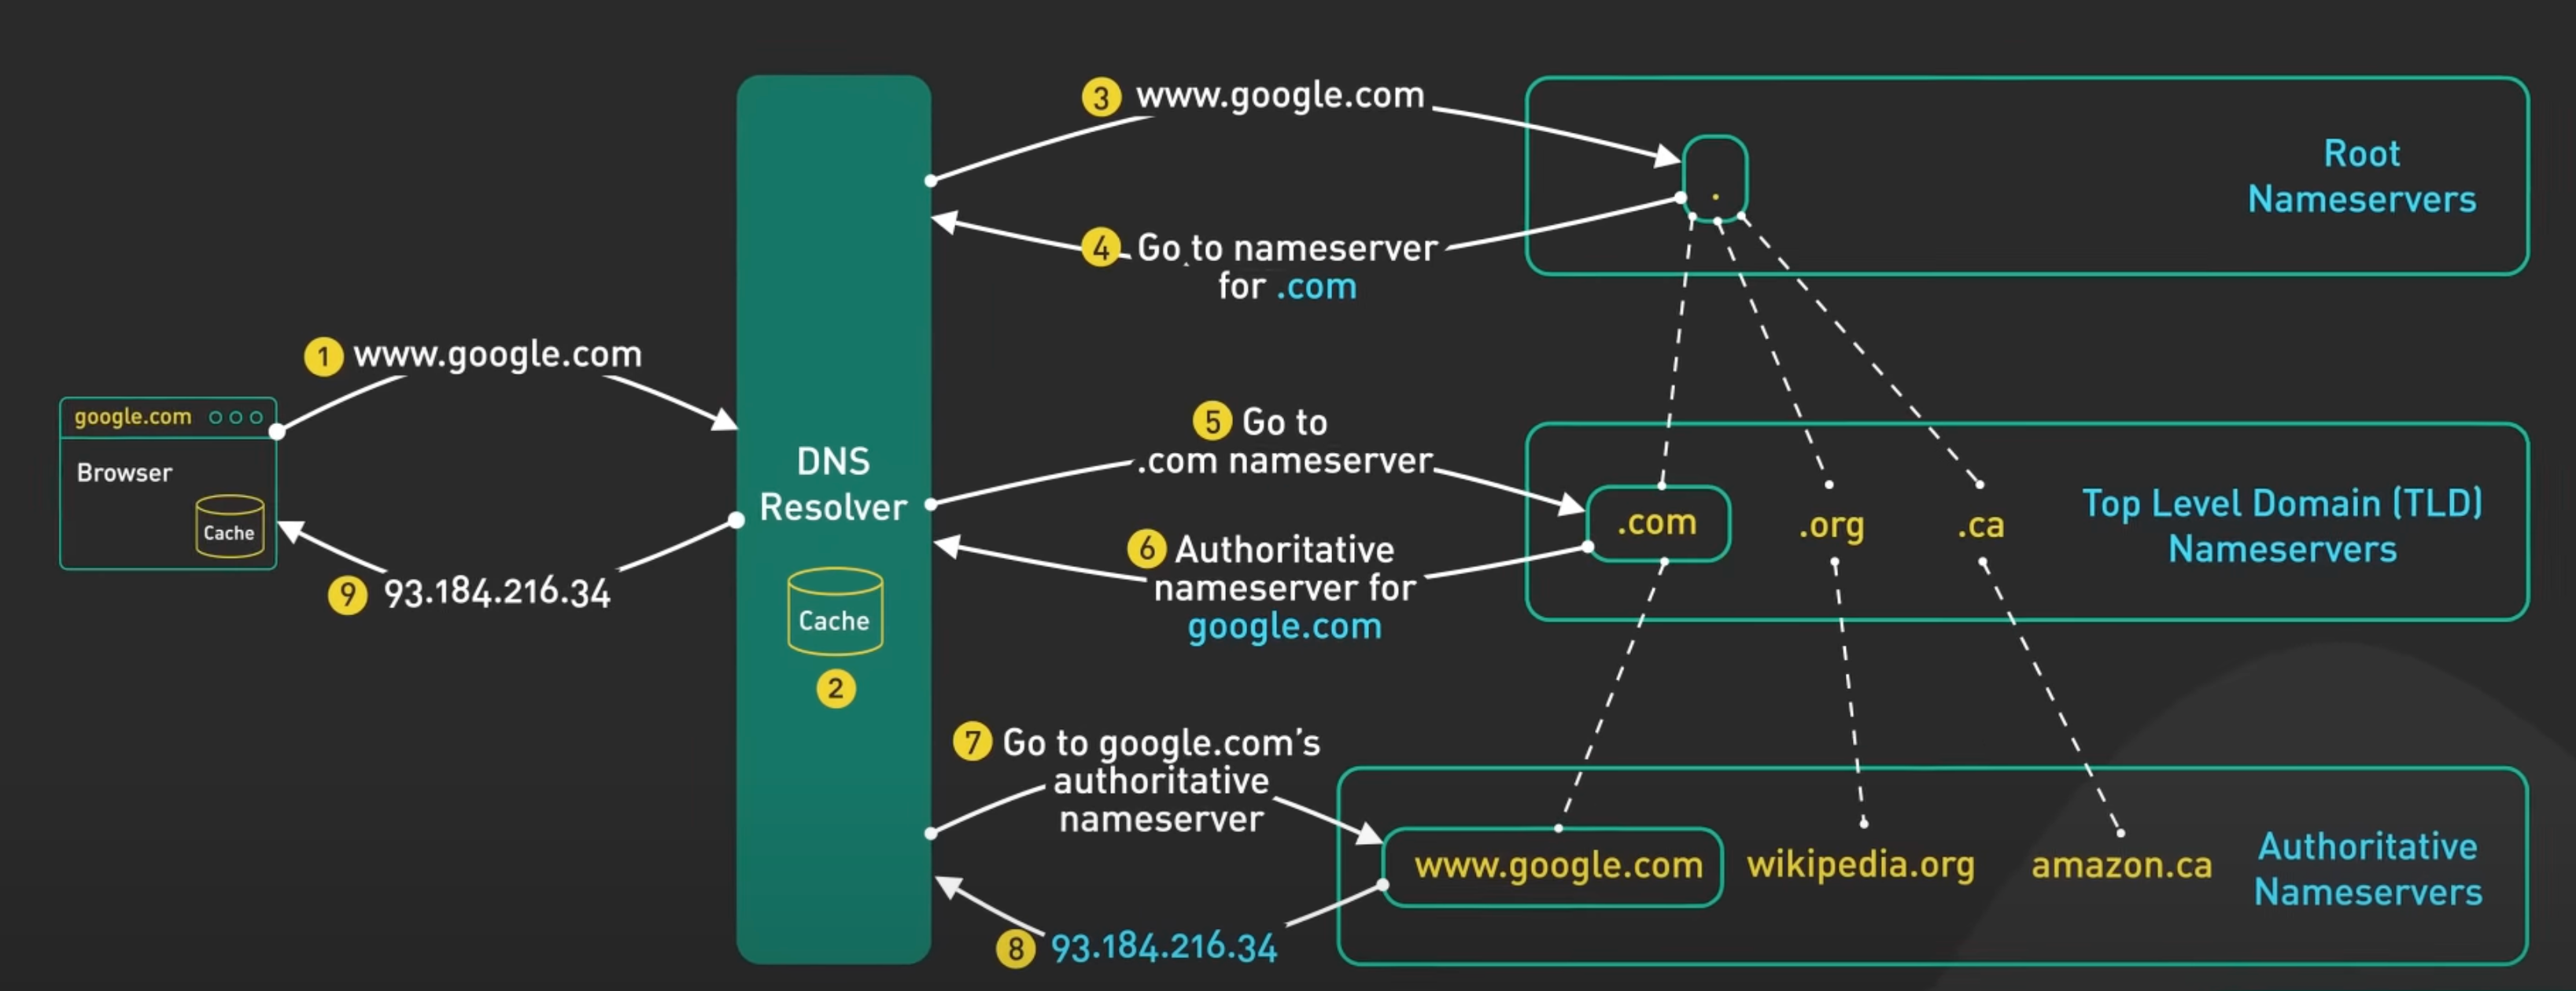 google.com
Browser
Cache
1 www.google.com
9 93.184.216.34
DNS
Resolver
Cache
2
3 www.google.com
4 Go to nameserver
for .com
5 Go to
.com nameserver
6 Authoritative
nameserver for
google.com
7 Go to google.com’s
authoritative
nameserver
8 93.184.216.34
.
Root
Nameservers
.com
.org
.ca
Top Level Domain (TLD)
Nameservers
www.google.com
wikipedia.org
amazon.ca
Authoritative
Nameservers